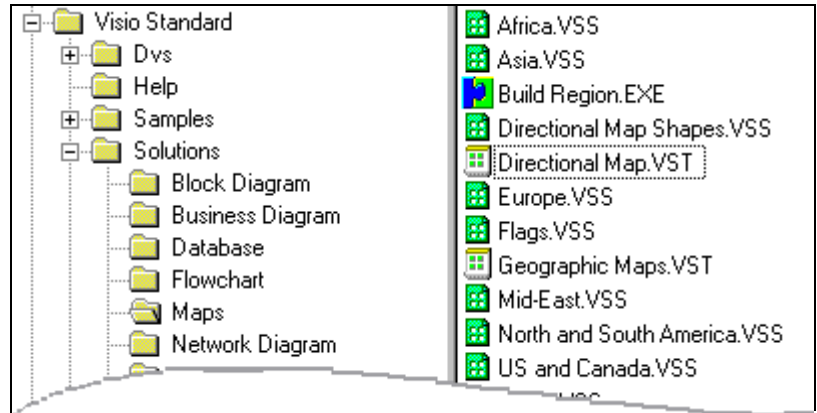 Visio Standard
Dvs
Help
Samples
Solutions
Block Diagram
Business Diagram
Database
Flowchart
Maps
Network Diagram
Africa.VSS
Asia.VSS
Build Region.EXE
Directional Map Shapes.VSS
Directional Map.VST
Europe.VSS
Flags.VSS
Geographic Maps.VST
Mid-East.VSS
North and South America.VSS
US and Canada.VSS